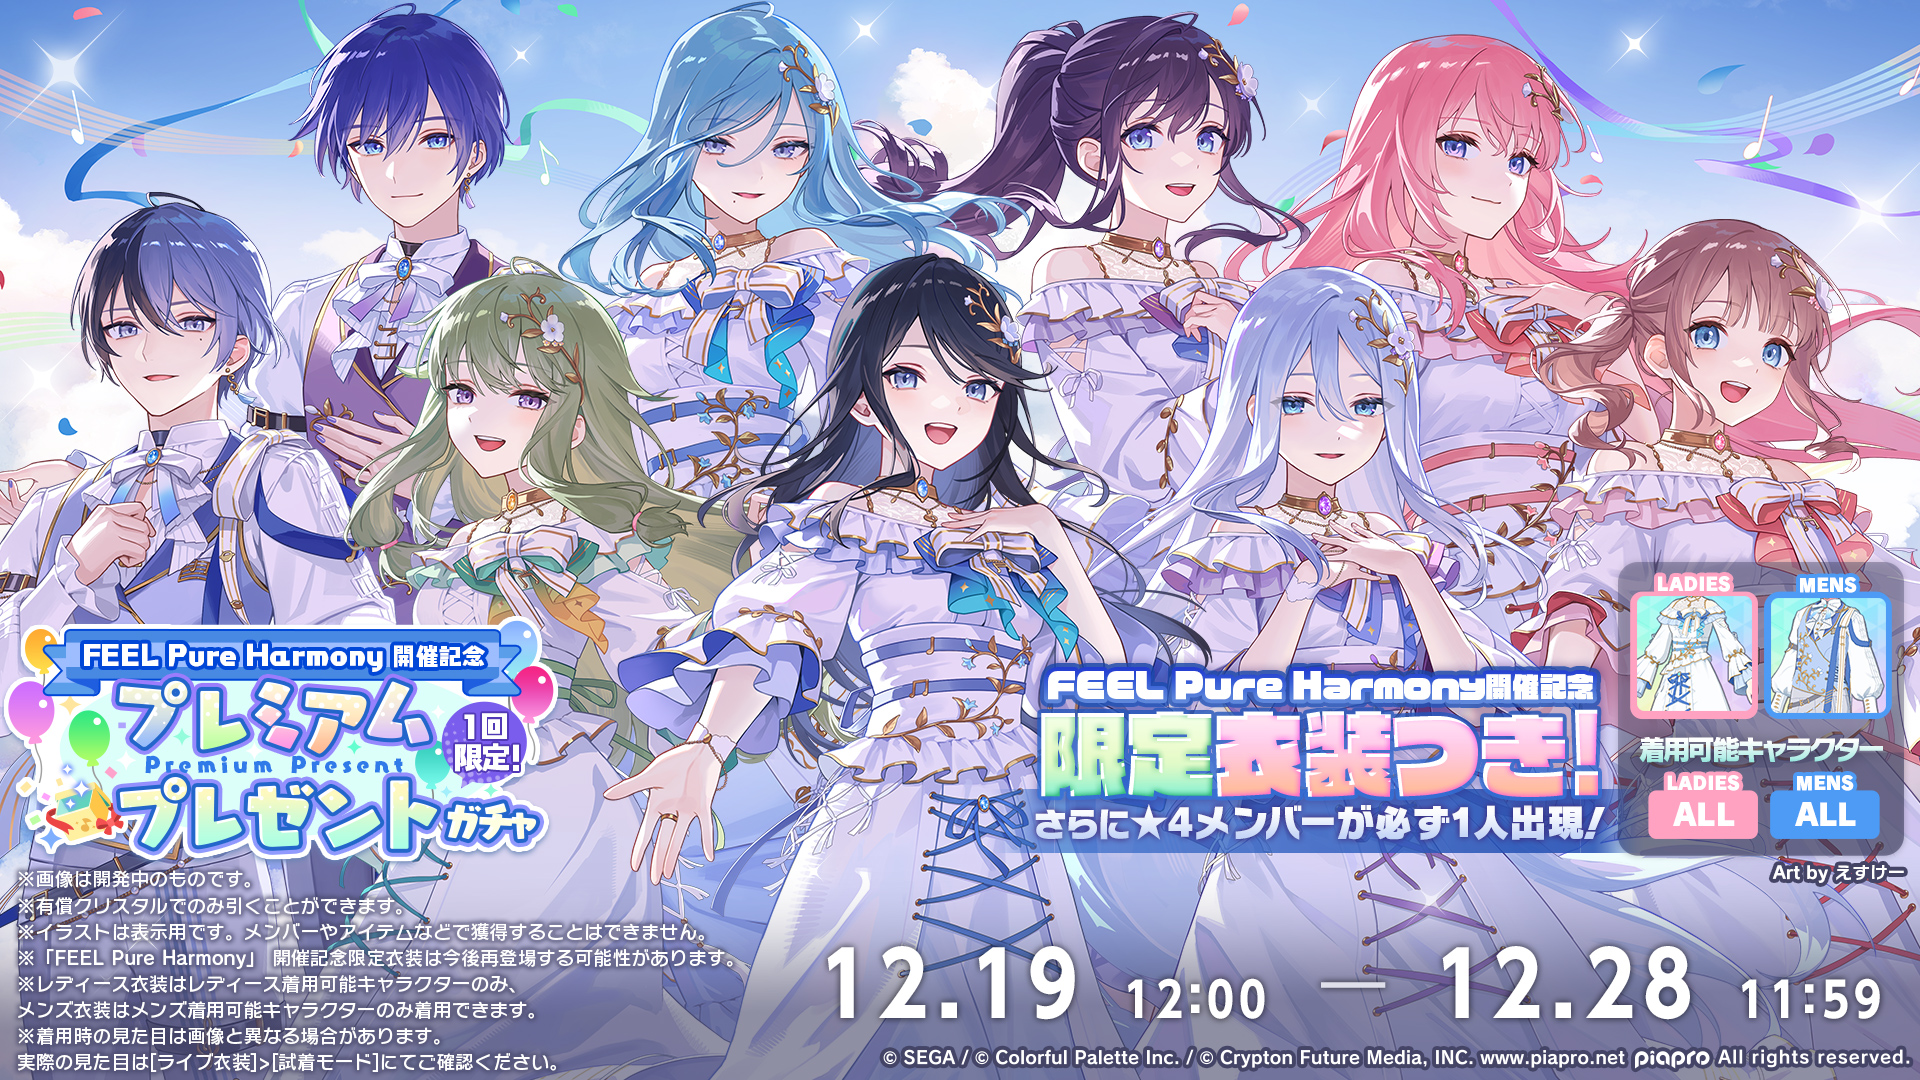 FEEL Pure Harmony 開催記念
プレミアム
Premium Present
プレゼントガチャ
1回
限定!
FEEL Pure Harmony開催記念
限定衣装つき!
さらに★4メンバーが必ず1人出現!
LADIES
MENS
着用可能キャラクター
LADIES
ALL
MENS
ALL
Art by えすけー
※画像は開発中のものです。
※有償クリスタルでのみ引くことができます。
※イラストは表示用です。メンバーやアイテムなどで獲得することはできません。
※「FEEL Pure Harmony」 開催記念限定衣装は今後再登場する可能性があります。
※レディース衣装はレディース着用可能キャラクターのみ、
メンズ衣装はメンズ着用可能キャラクターのみ着用できます。
※着用時の見た目は画像と異なる場合があります。
実際の見た目は[ライブ衣装]>[試着モード]にてご確認ください。
12.19 12:00 — 12.28 11:59
© SEGA / © Colorful Palette Inc. / © Crypton Future Media, INC. www.piapro.net piapro All rights reserved.